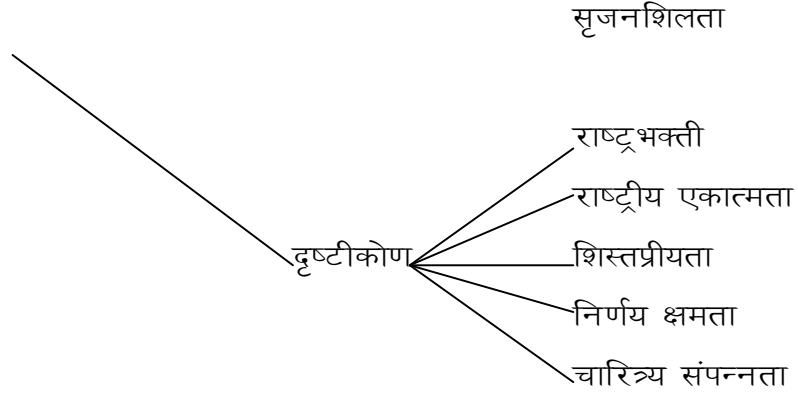 सृजनशिलता
राष्ट्रभक्ती
राष्ट्रीय एकात्मता
दृष्टीकोण
शिस्तप्रीयता
निर्णय क्षमता
चारित्र्य संपन्नता